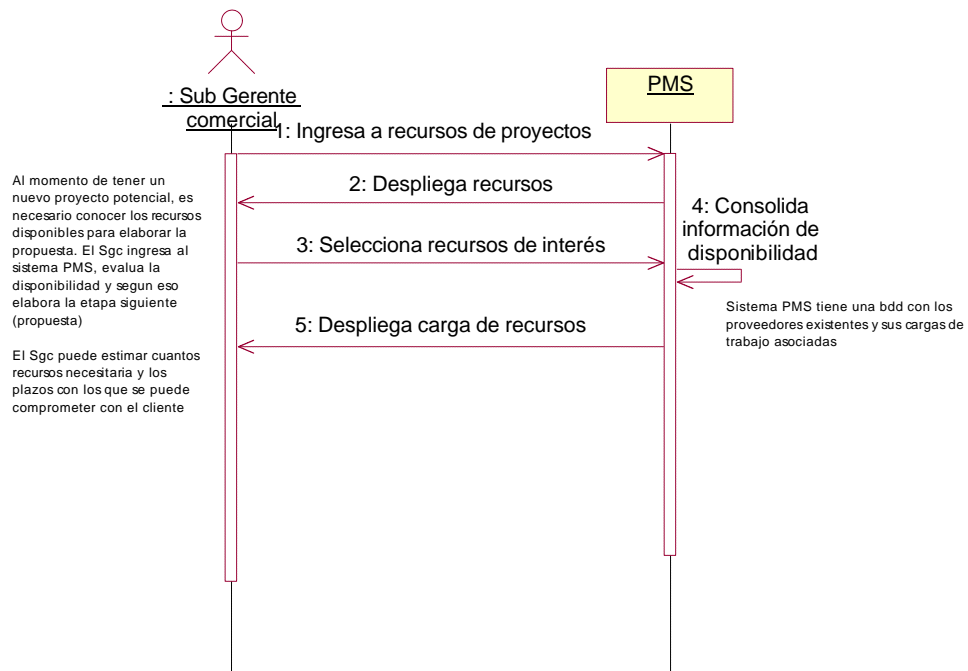 : Sub Gerente
comercial
PMS
1: Ingresa a recursos de proyectos
2: Despliega recursos
3: Selecciona recursos de interés
4: Consolida
información de
disponibilidad
5: Despliega carga de recursos
Al momento de tener un
nuevo proyecto potencial, es
necesario conocer los recursos
disponibles para elaborar la
propuesta. El Sgc ingresa al
sistema PMS, evalua la
disponibilidad y segun eso
elabora la etapa siguiente
(propuesta)
El Sgc puede estimar cuantos
recursos necesitaria y los
plazos con los que se puede
comprometer con el cliente
Sistema PMS tiene una bdd con los
proveedores existentes y sus cargas de
trabajo asociadas